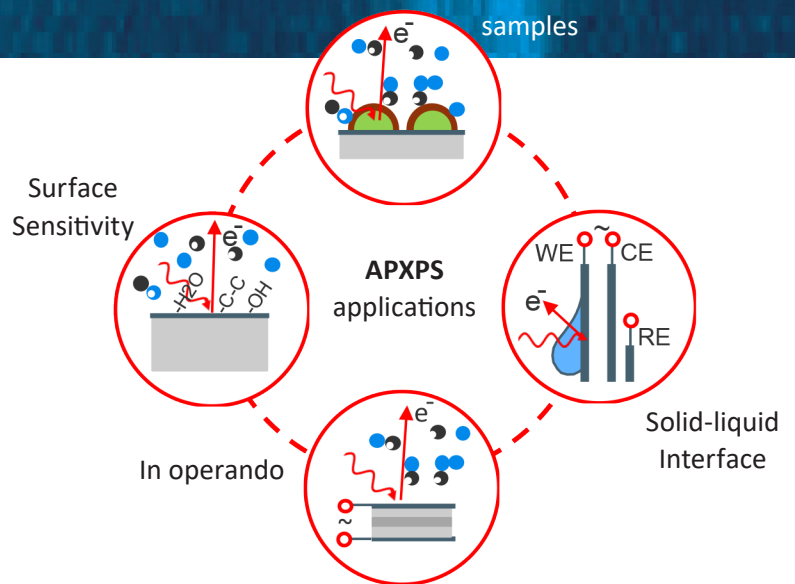 samples
e-
Surface
Sensitivity
e-
-H2O
-C-C
-OH
APXPS
applications
WE
~
CE
e-
RE
Solid-liquid
Interface
In operando
e-
~